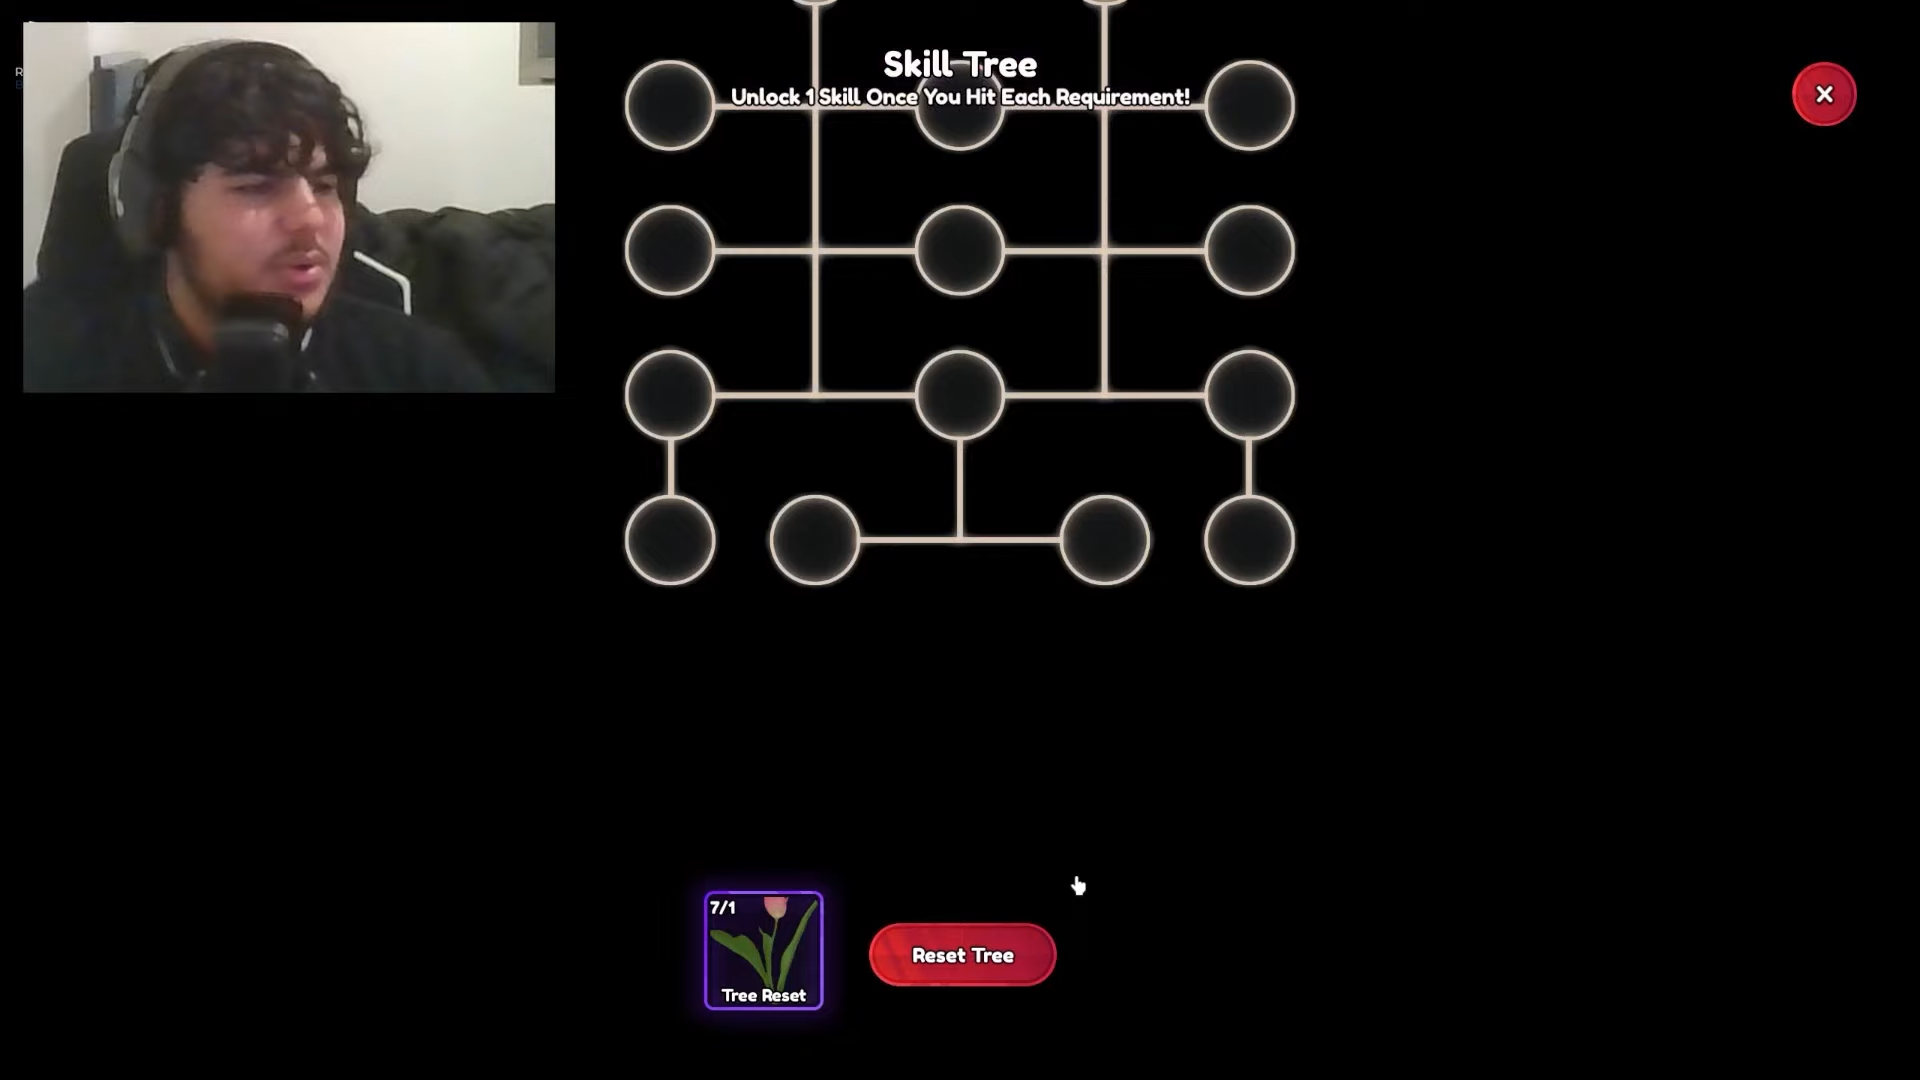 Skill Tree
Unlock 1 Skill Once You Hit Each Requirement!
R
B
7/1
Tree Reset
Reset Tree